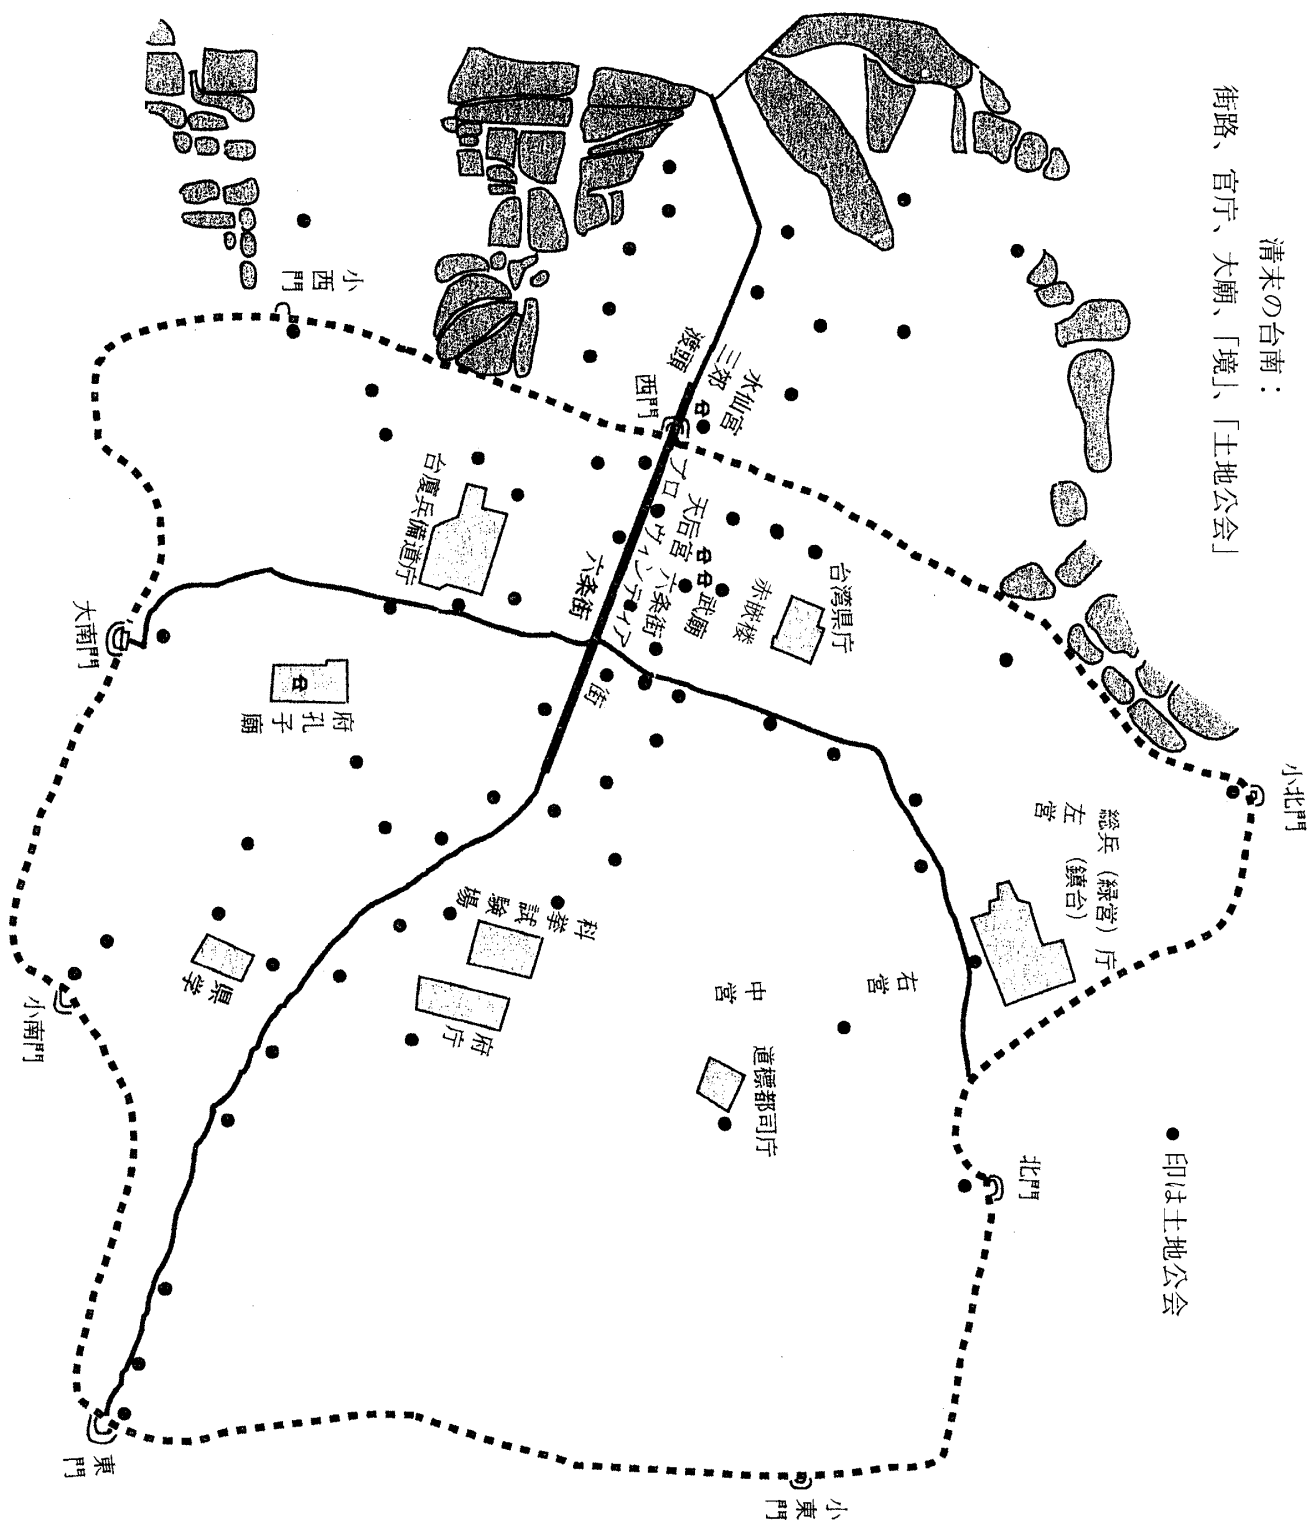 清末の台南：
街路、官庁、大廟、「境」、「土地公会」
小北門
総兵（緑営）庁
（鎮台）
左営
右営
中営
●印は土地公会
北門
道標都司庁
小東門
東門
台湾県庁
赤嵌楼
武廟
天后宮
六条街
水仙宮
三郊
渡頭
西門
プロヴィンティア街
六条街
小西門
台廈兵備道庁
大南門
府孔子廟
科挙試験場
府庁
県学
小南門